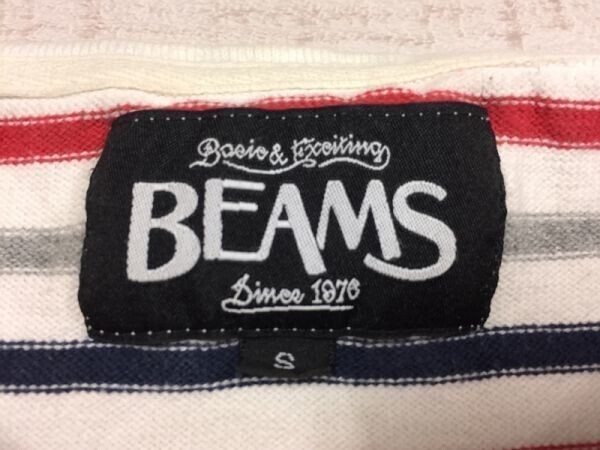 Basic & Exciting
BEAMS
Since 1976
S